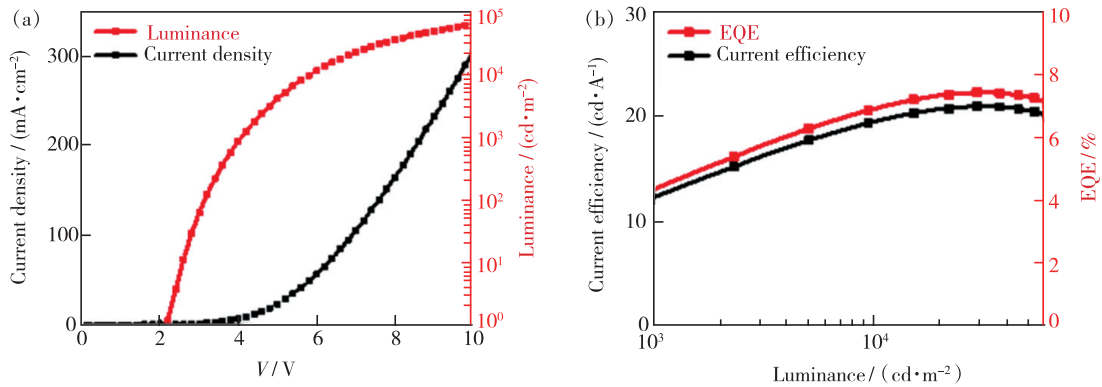 (a)
Luminance
Current density
Current density / (mA·cm⁻²)
300
200
100
0
0 2 4 6 8 10
V / V
10⁵
10⁴
10³
10²
10¹
10⁰
Luminance / (cd·m⁻²)
(b)
EQE
Current efficiency
Current efficiency / (cd·A⁻¹)
30
20
10
0
10³ 10⁴
Luminance / (cd·m⁻²)
10
8
6
4
2
0
EQE / %